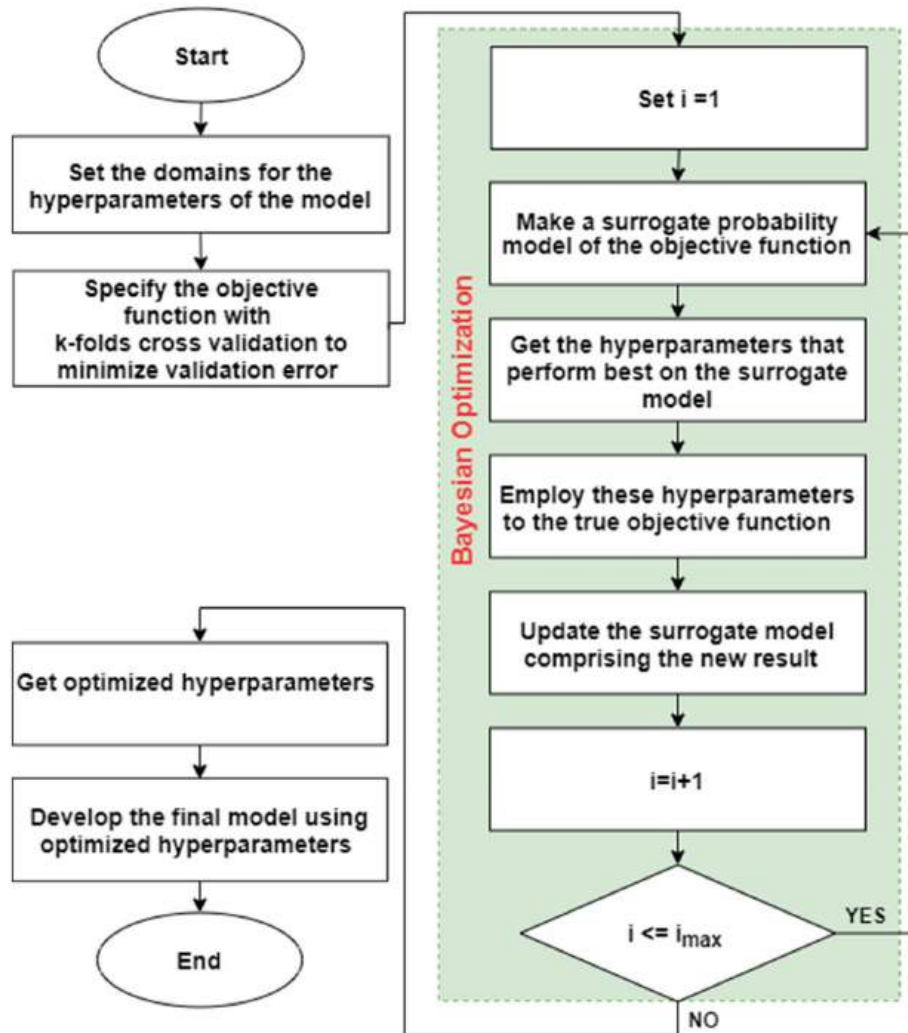 Start
Set the domains for the
hyperparameters of the model
Specify the objective
function with
k-folds cross validation to
minimize validation error
Bayesian Optimization
Set i =1
Make a surrogate probability
model of the objective function
Get the hyperparameters that
perform best on the surrogate
model
Employ these hyperparameters
to the true objective function
Update the surrogate model
comprising the new result
i=i+1
i <= imax
YES
NO
Get optimized hyperparameters
Develop the final model using
optimized hyperparameters
End